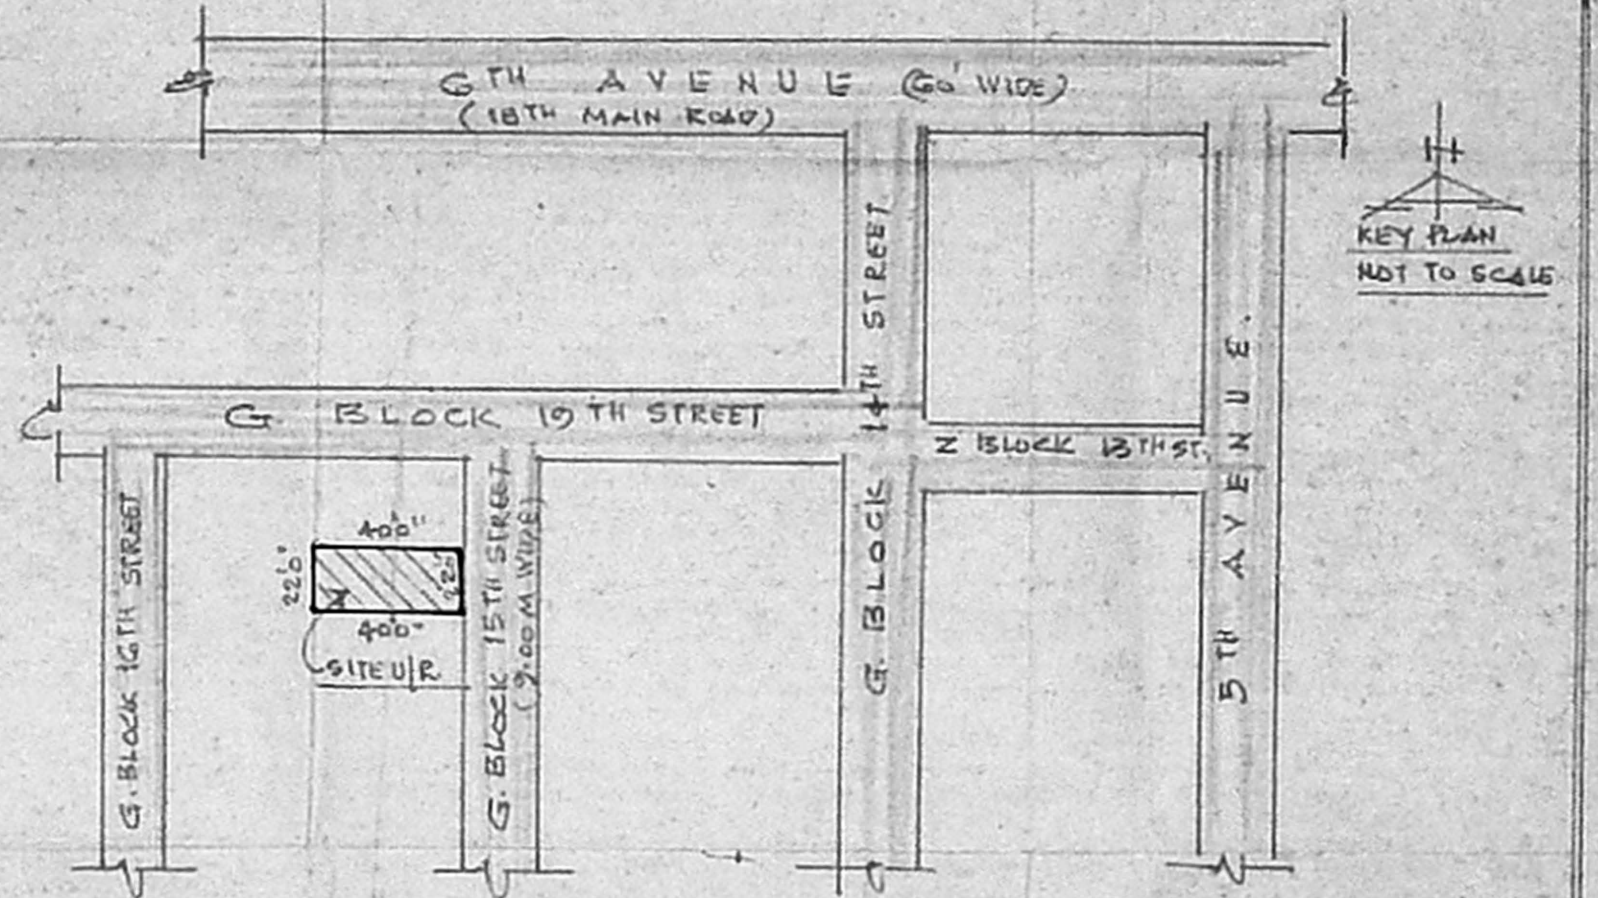 6TH AVENUE (60' WIDE)
(18TH MAIN ROAD)
N
KEY PLAN
NOT TO SCALE
G. BLOCK 19TH STREET
G. BLOCK 14TH STREET
Z BLOCK 13TH ST.
5TH AVENUE.
G. BLOCK 16TH STREET
G. BLOCK 15TH STREET
(9.00 M WIDE)
40'0"
22'0"
22'0"
40'0"
SITE U/R